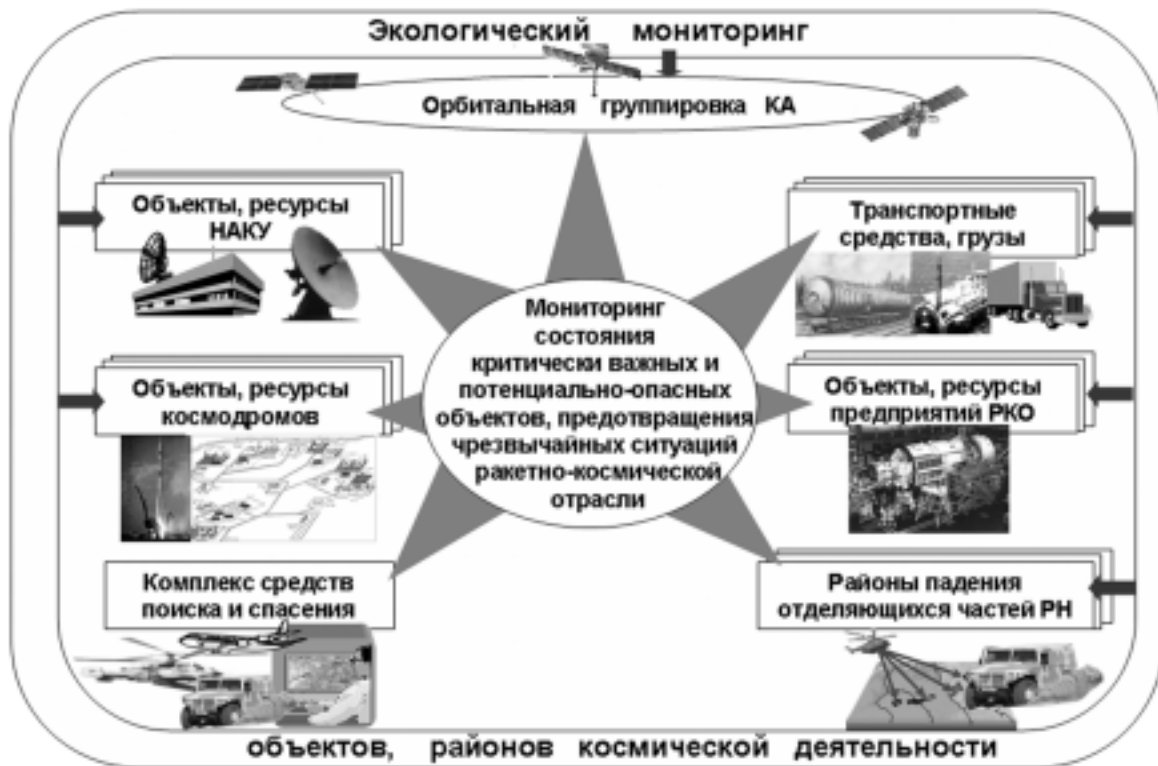 Экологический мониторинг
Орбитальная группировка КА
Объекты, ресурсы
НАКУ
Транспортные
средства, грузы
Мониторинг
состояния
критически важных и
потенциально-опасных
объектов, предотвращения
чрезвычайных ситуаций
ракетно-космической
отрасли
Объекты, ресурсы
космодромов
Объекты, ресурсы
предприятий РКО
Комплекс средств
поиска и спасения
Районы падения
отделяющихся частей РН
объектов, районов космической деятельности